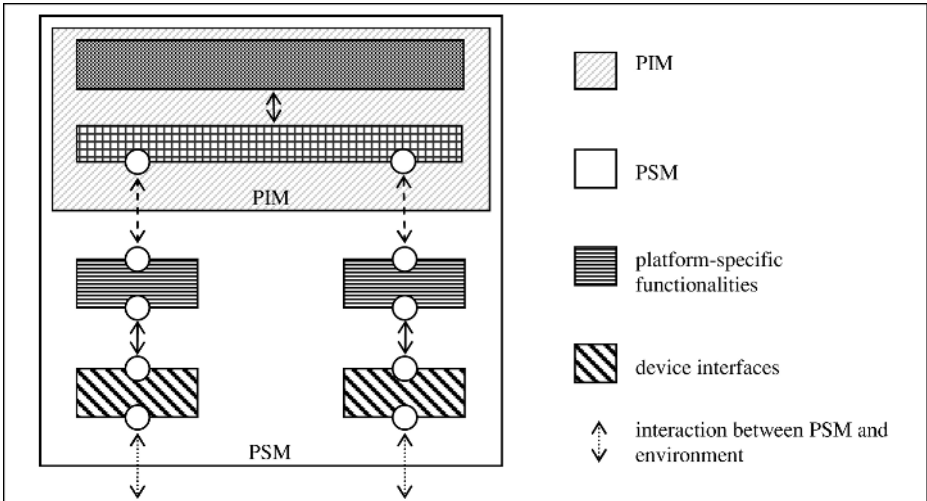 PIM
PSM
PIM
PSM
platform-specific
functionalities
device interfaces
interaction between PSM and
environment